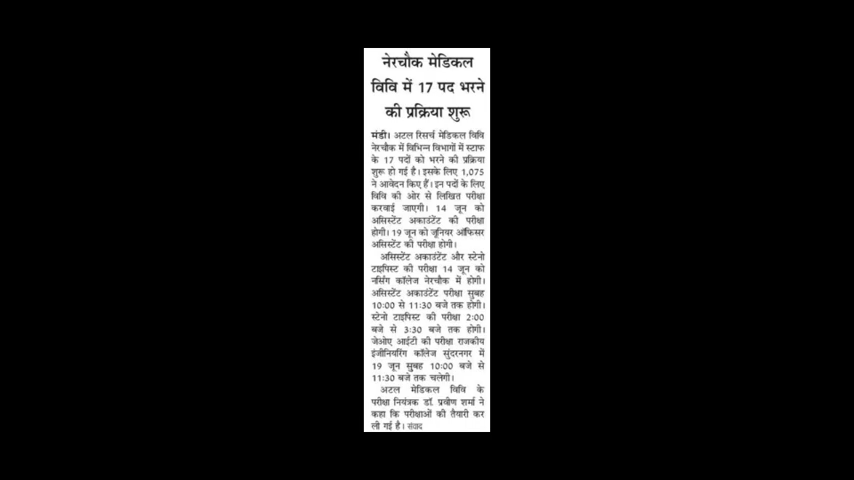 नेरचौक मेडिकल
विवि में 17 पद भरने
की प्रक्रिया शुरू
मंडी। अटल रिसर्च मेडिकल विवि
नेरचौक में विभिन्न विभागों में स्टाफ
के 17 पदों को भरने की प्रक्रिया
शुरू हो गई है। इसके लिए 1,075
ने आवेदन किए हैं। इन पदों के लिए
विवि की ओर से लिखित परीक्षा
करवाई जाएगी। 14 जून को
असिस्टेंट अकाउंटेंट की परीक्षा
होगी। 19 जून को जूनियर ऑफिसर
असिस्टेंट की परीक्षा होगी।
असिस्टेंट अकाउंटेंट और स्टेनो
टाइपिस्ट की परीक्षा 14 जून को
नर्सिंग कॉलेज नेरचौक में होगी।
असिस्टेंट अकाउंटेंट परीक्षा सुबह
10:00 से 11:30 बजे तक होगी।
स्टेनो टाइपिस्ट की परीक्षा 2:00
बजे से 3:30 बजे तक होगी।
जेओए आईटी की परीक्षा राजकीय
इंजीनियरिंग कॉलेज सुंदरनगर में
19 जून सुबह 10:00 बजे से
11:30 बजे तक चलेगी।
अटल मेडिकल विवि के
परीक्षा नियंत्रक डॉ. प्रवीण शर्मा ने
कहा कि परीक्षाओं की तैयारी कर
ली गई है। संवाद